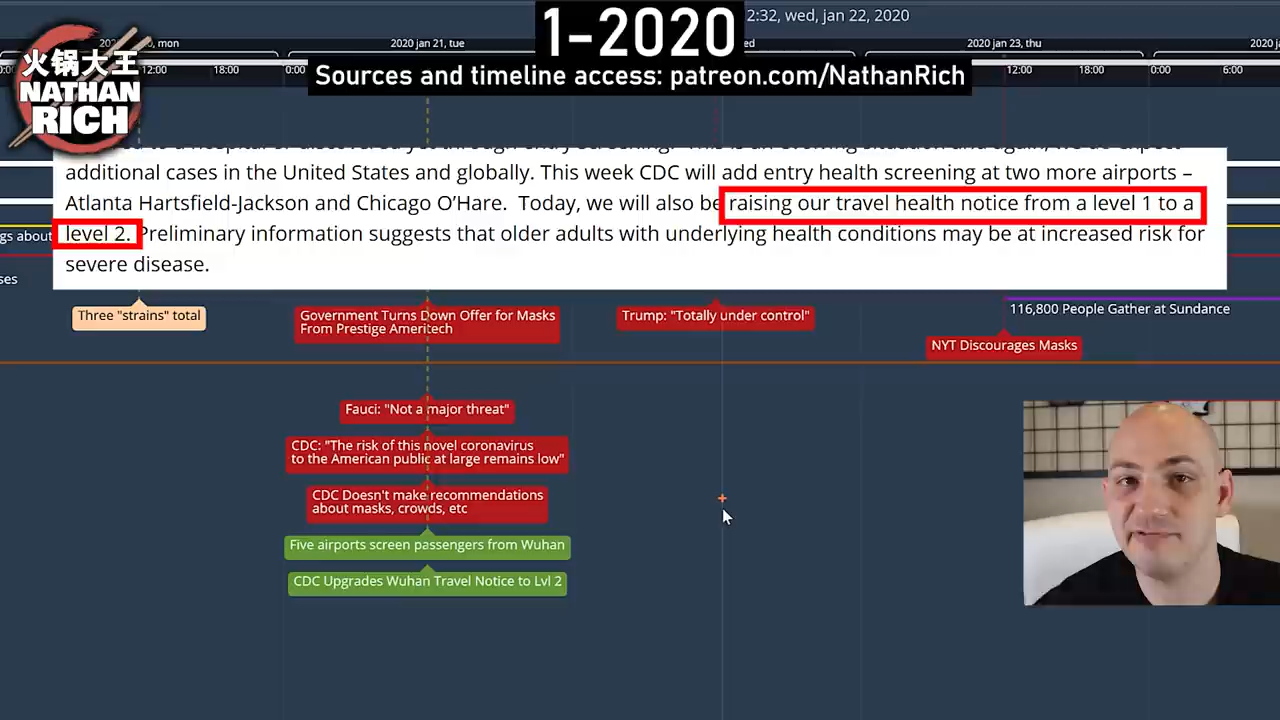 2:32, wed, jan 22, 2020
1-2020
mon
2020 jan 21, tue
ed
2020 jan 23, thu
12:00
18:00
0:00
12:00
18:00
0:00
6:00
Sources and timeline access: patreon.com/NathanRich
火锅大王
NATHAN
RICH
additional cases in the United States and globally. This week CDC will add entry health screening at two more airports –
Atlanta Hartsfield-Jackson and Chicago O’Hare.  Today, we will also be raising our travel health notice from a level 1 to a
level 2. Preliminary information suggests that older adults with underlying health conditions may be at increased risk for
severe disease.
gs about
ses
Three "strains" total
Government Turns Down Offer for Masks
From Prestige Ameritech
Trump: "Totally under control"
116,800 People Gather at Sundance
NYT Discourages Masks
Fauci: "Not a major threat"
CDC: "The risk of this novel coronavirus
to the American public at large remains low"
CDC Doesn't make recommendations
about masks, crowds, etc
Five airports screen passengers from Wuhan
CDC Upgrades Wuhan Travel Notice to Lvl 2